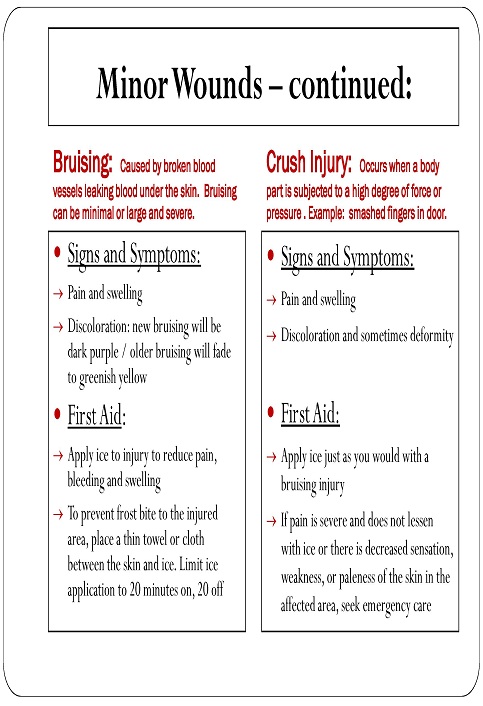 Minor Wounds – continued:
Bruising: Caused by broken blood
vessels leaking blood under the skin. Bruising
can be minimal or large and severe.
• Signs and Symptoms:
→ Pain and swelling
→ Discoloration: new bruising will be
dark purple / older bruising will fade
to greenish yellow
• First Aid:
→ Apply ice to injury to reduce pain,
bleeding and swelling
→ To prevent frost bite to the injured
area, place a thin towel or cloth
between the skin and ice. Limit ice
application to 20 minutes on, 20 off
Crush Injury: Occurs when a body
part is subjected to a high degree of force or
pressure . Example: smashed fingers in door.
• Signs and Symptoms:
→ Pain and swelling
→ Discoloration and sometimes deformity
• First Aid:
→ Apply ice just as you would with a
bruising injury
→ If pain is severe and does not lessen
with ice or there is decreased sensation,
weakness, or paleness of the skin in the
affected area, seek emergency care